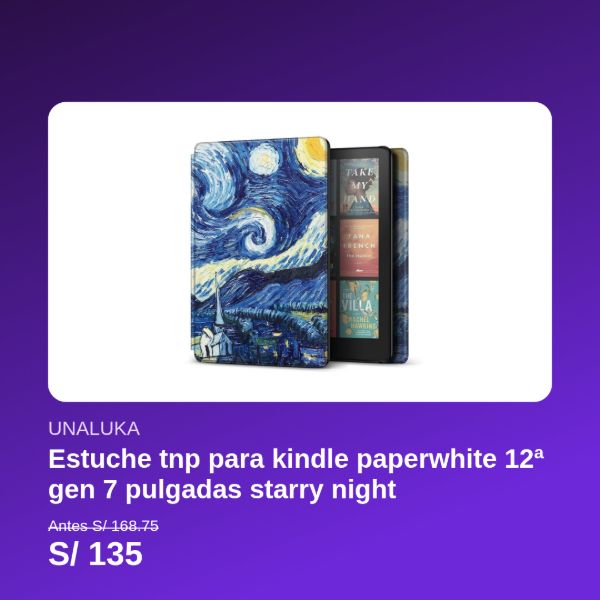 TAKE
MY
HAND
TANA
FRENCH
THE
VILLA
RACHEL
HAWKINS
UNALUKA
Estuche tnp para kindle paperwhite 12ª
gen 7 pulgadas starry night
Antes S/ 168.75
S/ 135